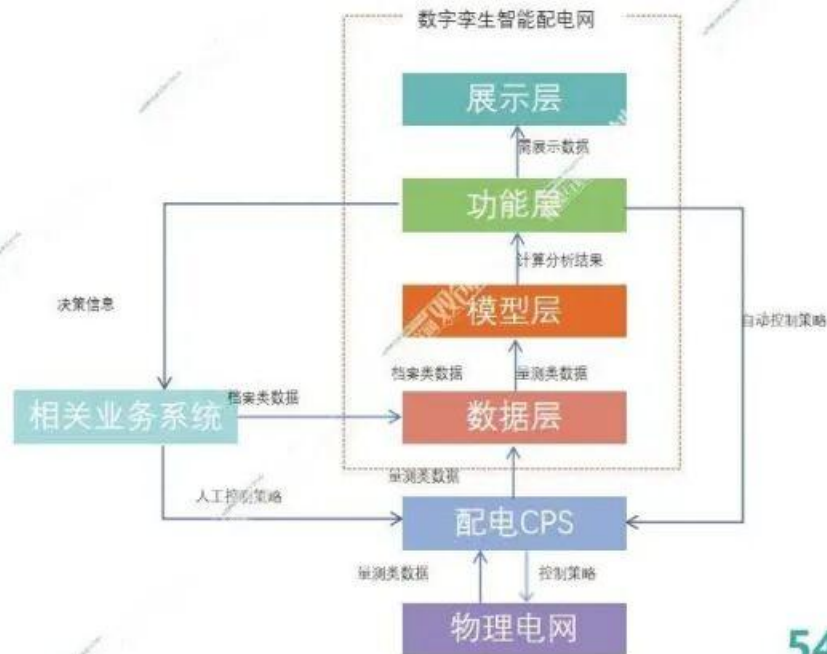 数字孪生智能配电网
展示层
需展示数据
功能层
计算分析结果
决策信息
模型层
自动控制策略
档案类数据
量测类数据
相关业务系统
档案类数据
数据层
量测类数据
人工控制策略
配电CPS
量测类数据
控制策略
物理电网
54